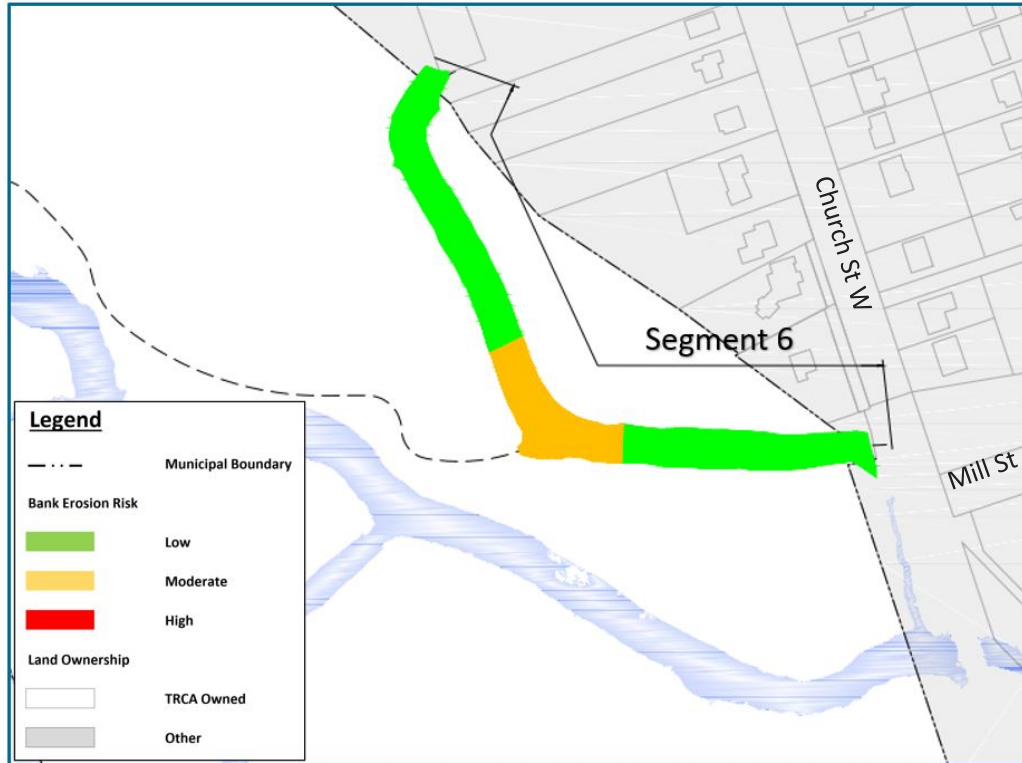 Church St W
Segment 6
Mill St
Legend
Municipal Boundary
Bank Erosion Risk
Low
Moderate
High
Land Ownership
TRCA Owned
Other